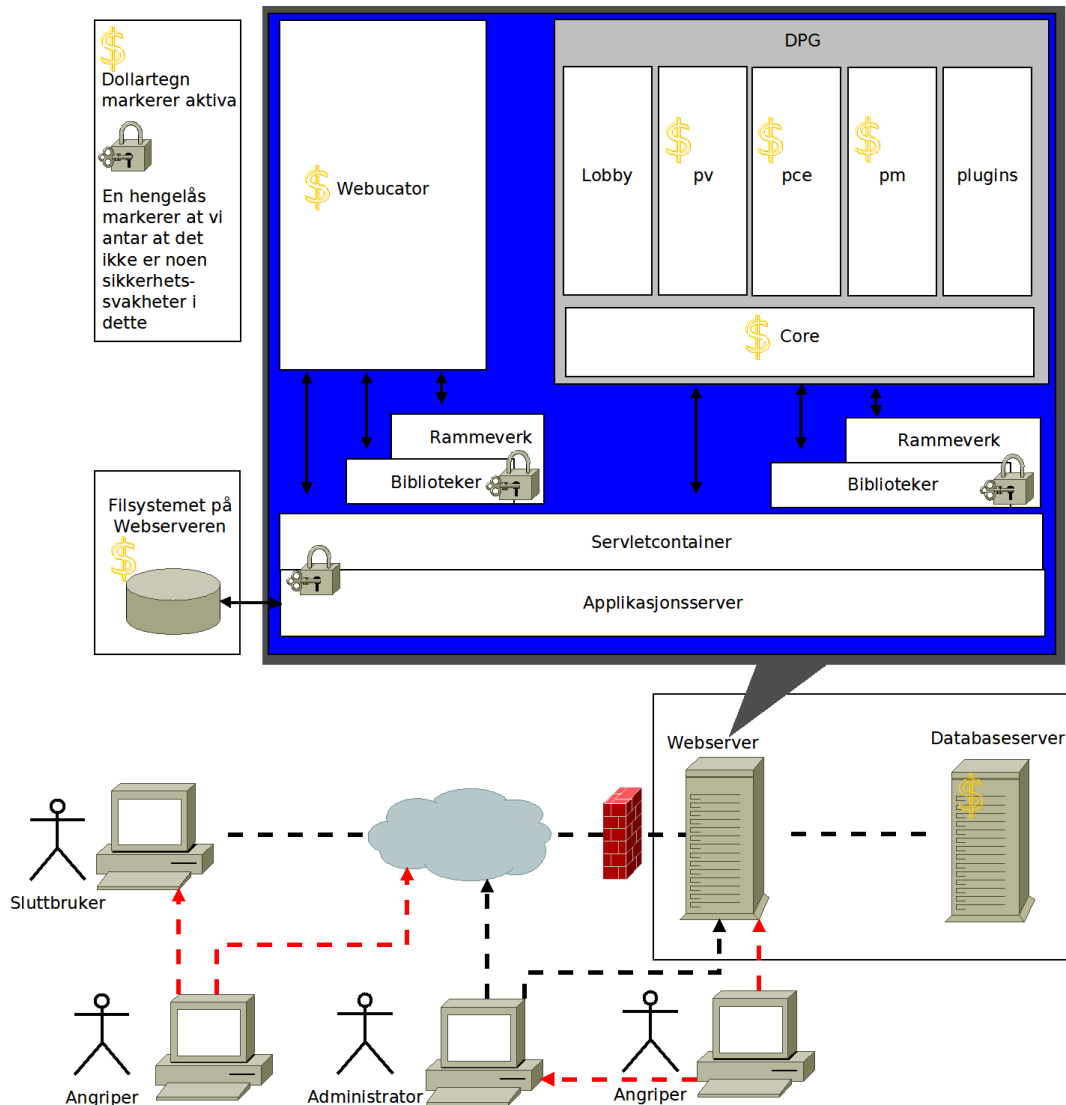 Dollartegn
markerer aktiva
En hengelås
markerer at vi
antar at det
ikke er noen
sikkerhets-
svakheter i
dette
$ Webucator
DPG
Lobby
$ pv
$ pce
$ pm
plugins
$ Core
Rammeverk
Biblioteker
Rammeverk
Biblioteker
Filsystemet på
Webserveren
Servletcontainer
Applikasjonsserver
Webserver
Databaseserver
Sluttbruker
Angriper
Administrator
Angriper